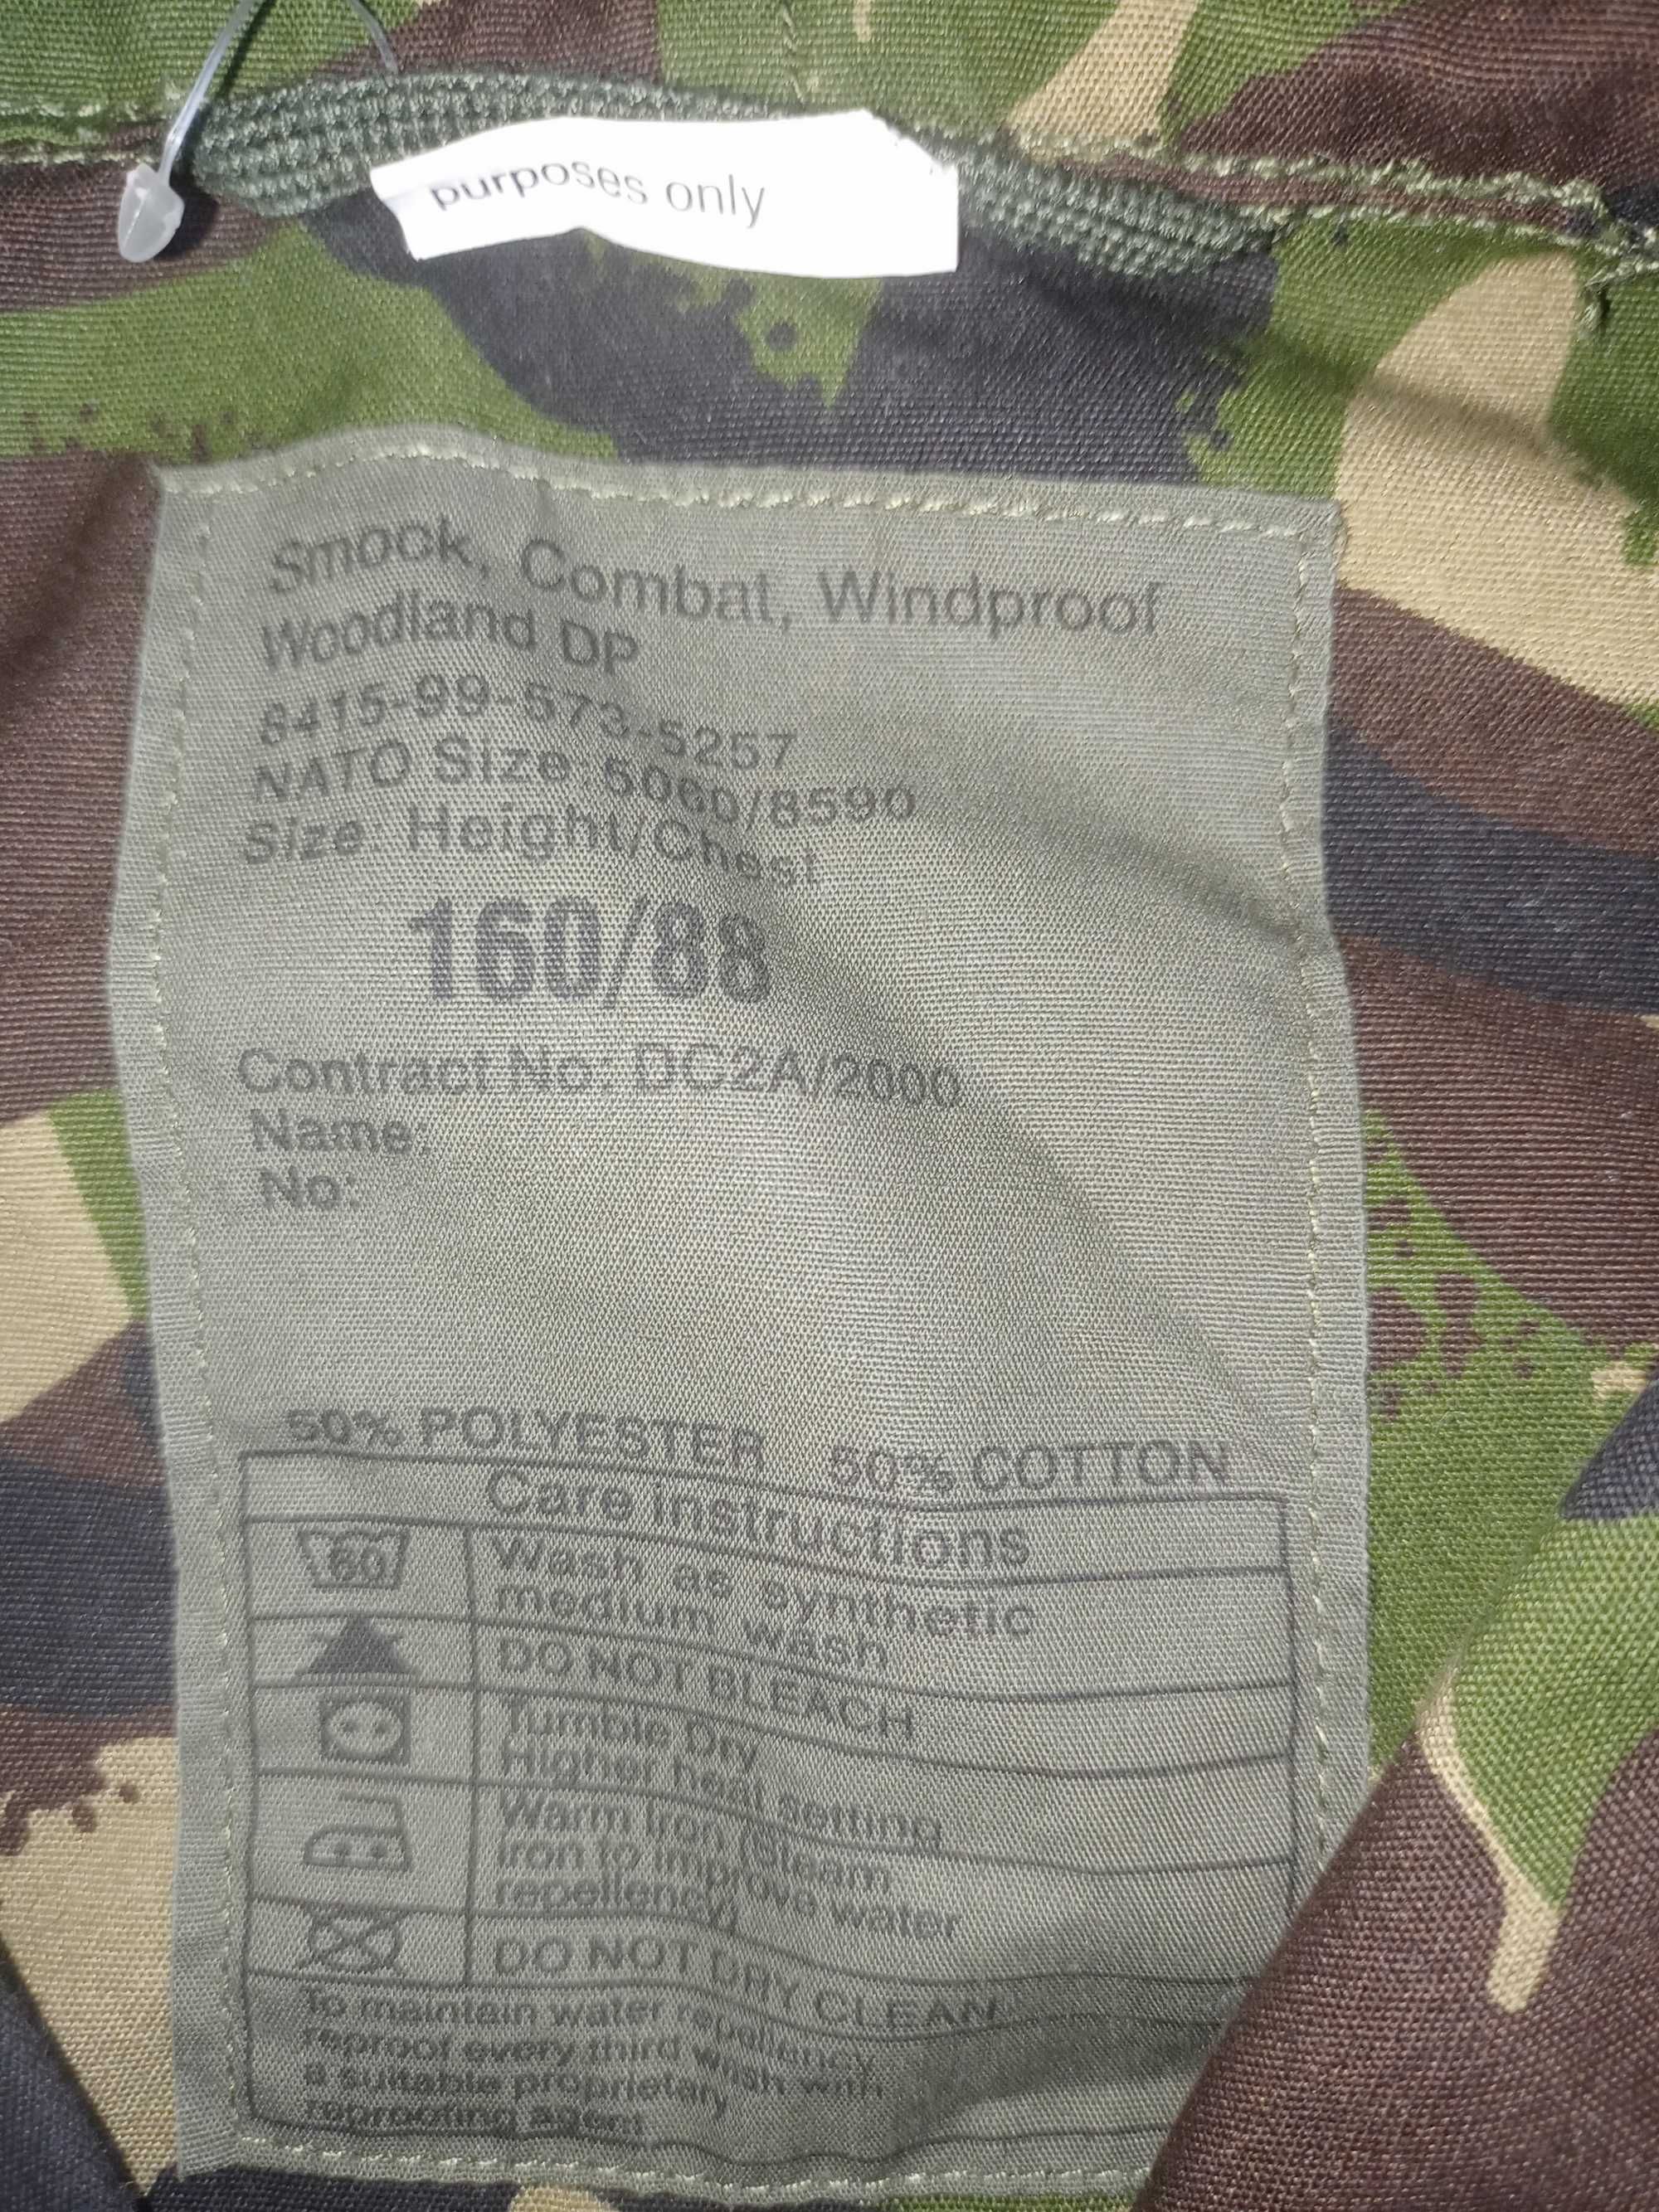 purposes only
Smock, Combat, Windproof
Woodland DP
8415-99-573-5257
NATO Size: 6060/8590
Size: Height/Chest
160/88
Contract No: DC2A/2000
Name:
No:
50% POLYESTER 50% COTTON
Care Instructions
60
Wash as synthetic
medium wash
DO NOT BLEACH
Tumble Dry
Higher heat setting
Warm Iron (Steam
Iron to improve water
repellency)
DO NOT DRY CLEAN
To maintain water repellency
reproof every third wash with
a suitable proprietary
reprooting agent